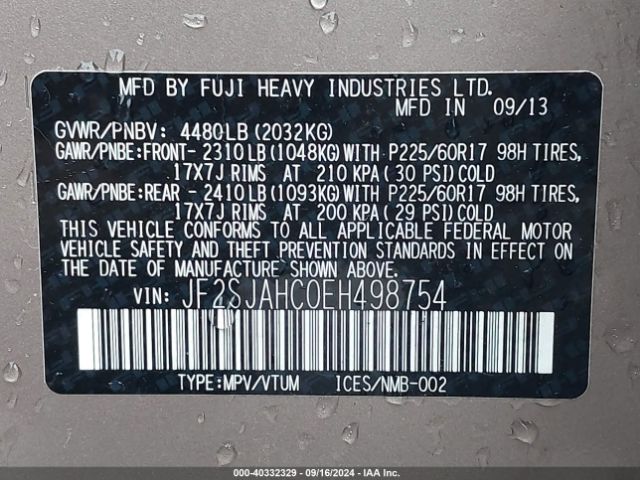 MFD BY FUJI HEAVY INDUSTRIES LTD.
MFD IN 09/13
GVWR/PNBV: 4480LB(2032KG)
GAWR/PNBE:FRONT- 2310LB(1048KG)WITH P225/60R17 98H TIRES,
17X7J RIMS AT 210 KPA(30 PSI)COLD
GAWR/PNBE:REAR - 2410LB(1093KG)WITH P225/60R17 98H TIRES,
17X7J RIMS AT 200 KPA(29 PSI)COLD
THIS VEHICLE CONFORMS TO ALL APPLICABLE FEDERAL MOTOR
VEHICLE SAFETY AND THEFT PREVENTION STANDARDS IN EFFECT ON
THE DATE OF MANUFACTURE SHOWN ABOVE.
VIN: JF2SJAHC0EH498754
TYPE:MPV/VTUM ICES/NMB-002
000-40332329 - 09/16/2024 - IAA Inc.